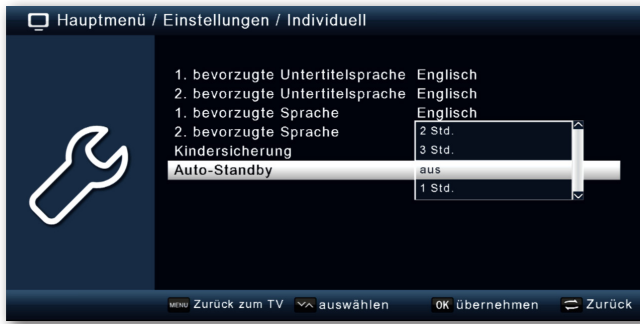 Hauptmenü / Einstellungen / Individuell
1. bevorzugte Untertitelsprache Englisch
2. bevorzugte Untertitelsprache Englisch
1. bevorzugte Sprache Englisch
2. bevorzugte Sprache
2 Std.
Kindersicherung
3 Std.
Auto-Standby
aus
1 Std.
MENU Zurück zum TV auswählen OK übernehmen Zurück